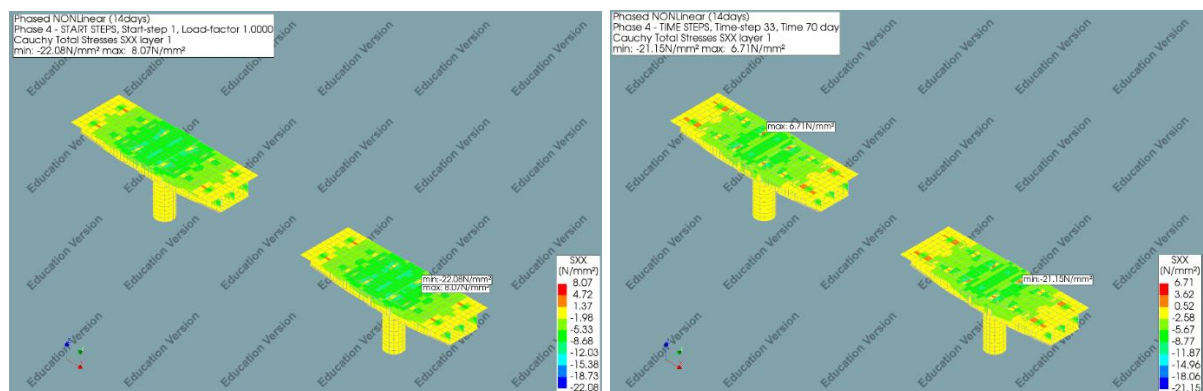 Phased NONLinear (14days)
Phase 4 - START STEPS, Start-step 1, Load-factor 1.0000
Cauchy Total Stresses SXX layer 1
min: -22.08N/mm² max: 8.07N/mm²
Education Version
min:-22.08N/mm²
max: 8.07N/mm²
SXX
(N/mm²)
8.07
4.72
1.37
-1.98
-5.33
-8.68
-12.03
-15.38
-18.73
-22.08
Phased NONLinear (14days)
Phase 4 - TIME STEPS, Time-step 33, Time 70 day
Cauchy Total Stresses SXX layer 1
min: -21.15N/mm² max: 6.71N/mm²
Education Version
max: 6.71N/mm²
min:-21.15N/mm²
SXX
(N/mm²)
6.71
3.62
0.52
-2.58
-5.67
-8.77
-11.87
-14.96
-18.06
-21.15